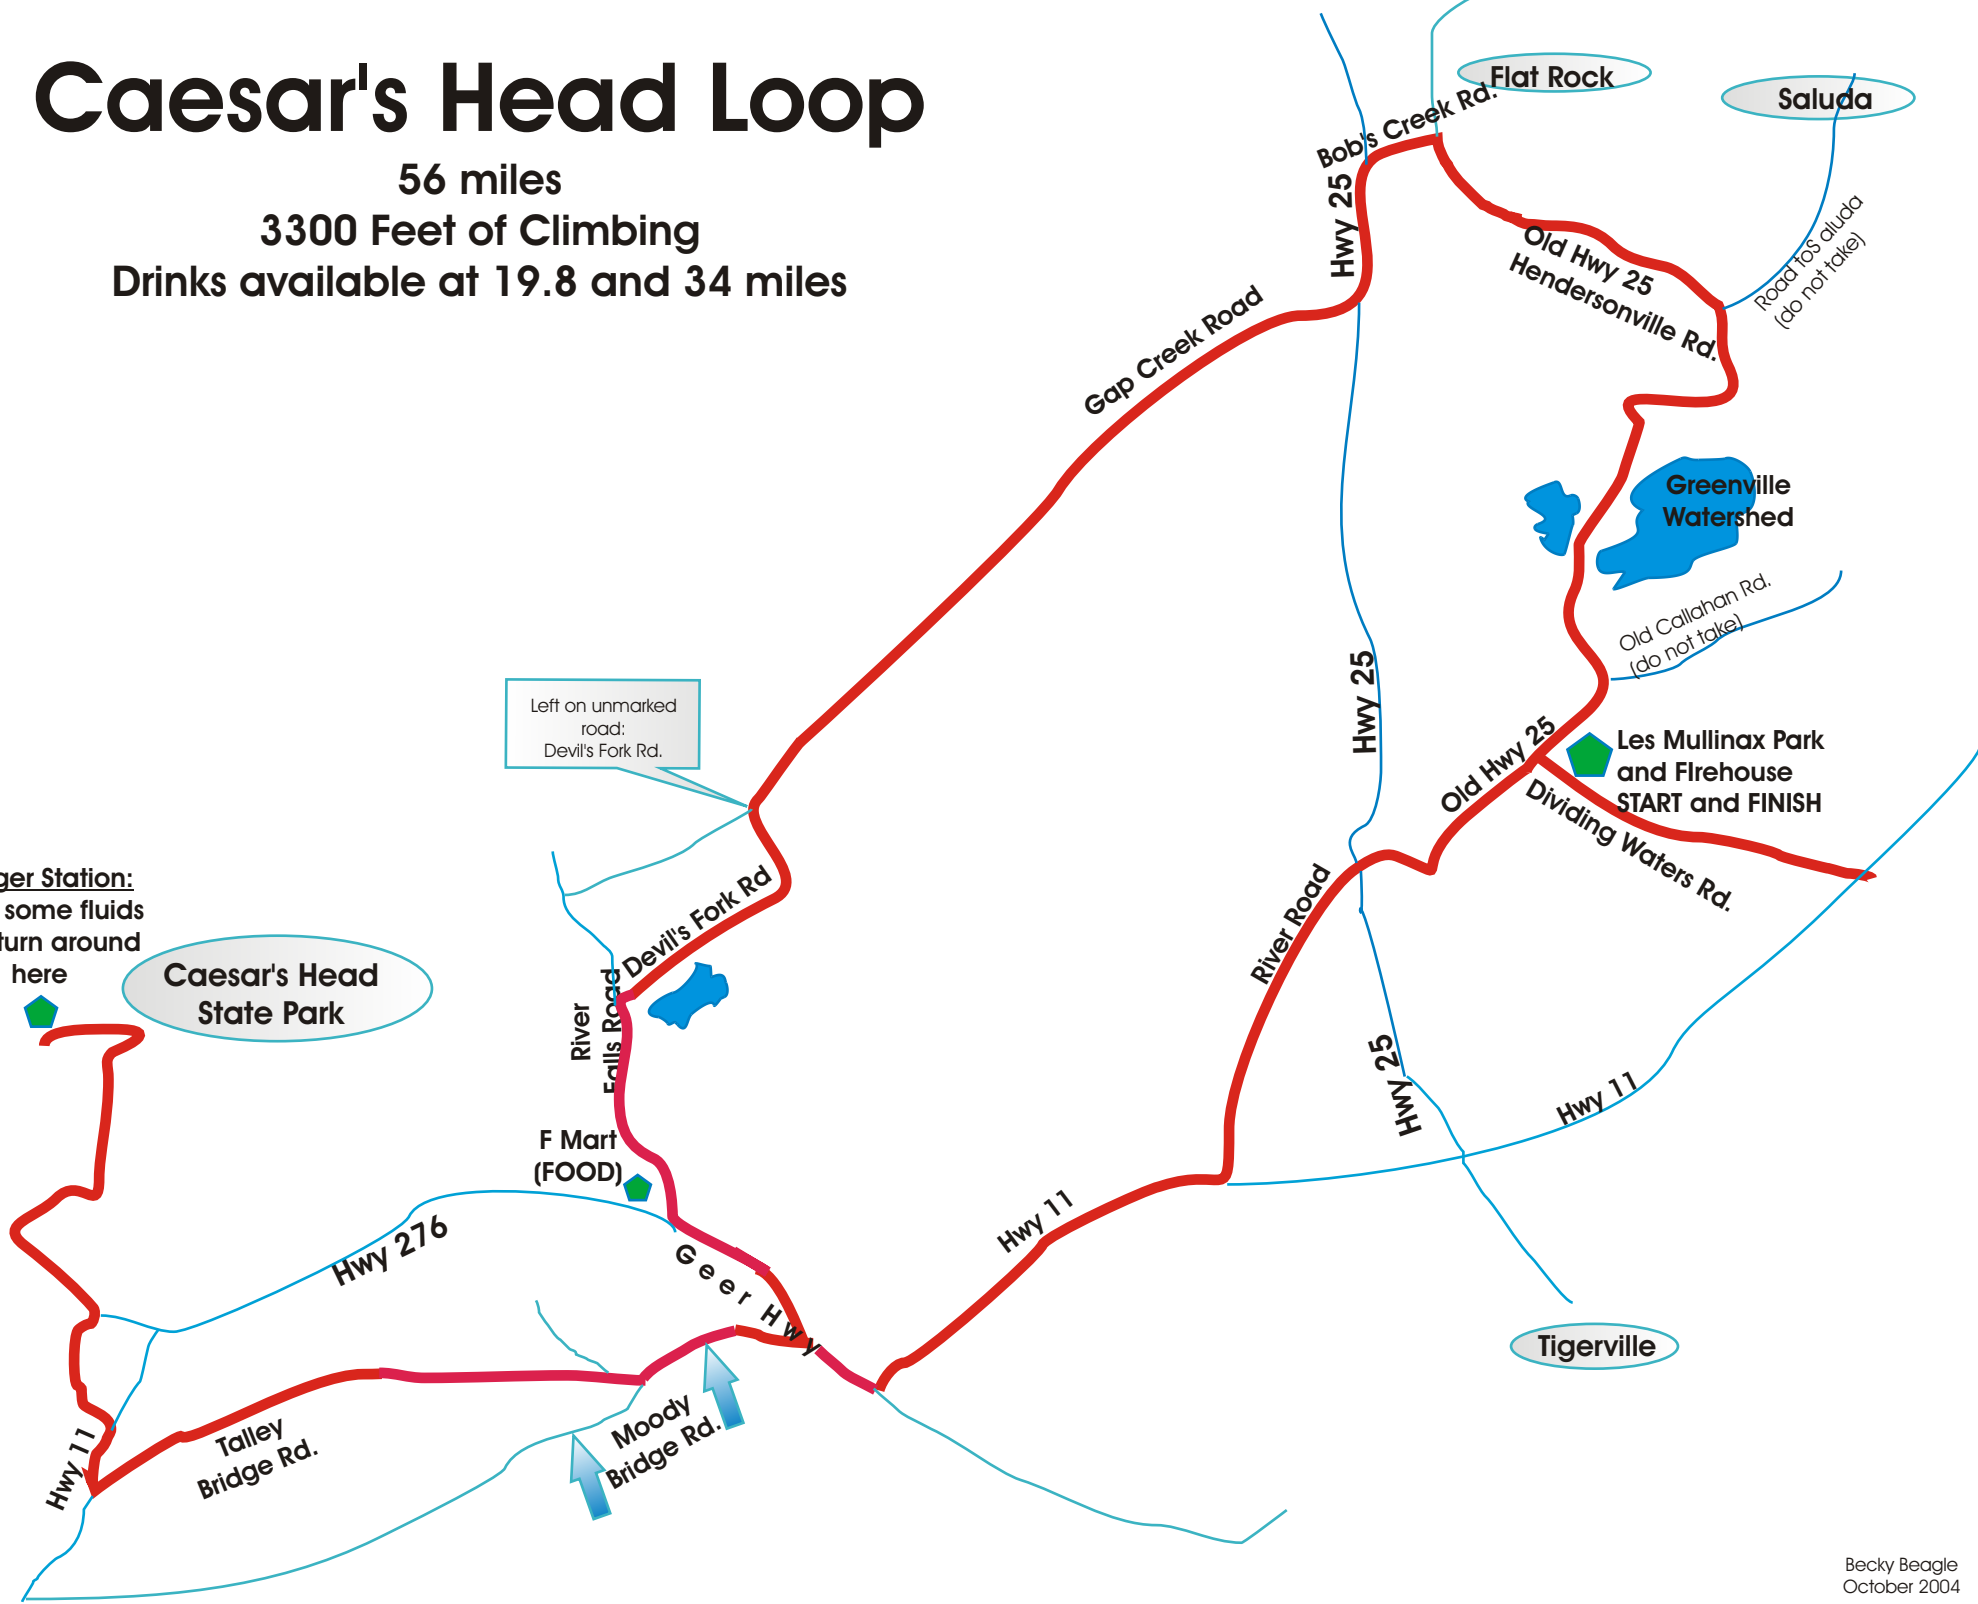 Caesar's Head Loop
56 miles
3300 Feet of Climbing
Drinks available at 19.8 and 34 miles
Flat Rock
Saluda
Bob's Creek Rd.
Hwy 25
Old Hwy 25
Hendersonville Rd.
Road toS aluda
(do not take)
Gap Creek Road
Greenville
Watershed
Old Callahan Rd.
(do not take)
Hwy 25
Left on unmarked
road:
Devil's Fork Rd.
Old Hwy 25
Les Mullinax Park
and FIrehouse
START and FINISH
Dividing Waters Rd.
River Road
Devil's Fork Rd
ger Station:
some fluids
turn around
here
Caesar's Head
State Park
River
Falls Road
Hwy 25
Hwy 11
F Mart
(FOOD)
Hwy 11
Hwy 276
Geer Hwy
Tigerville
Moody
Bridge Rd.
Talley
Bridge Rd.
Hwy 11
Becky Beagle
October 2004